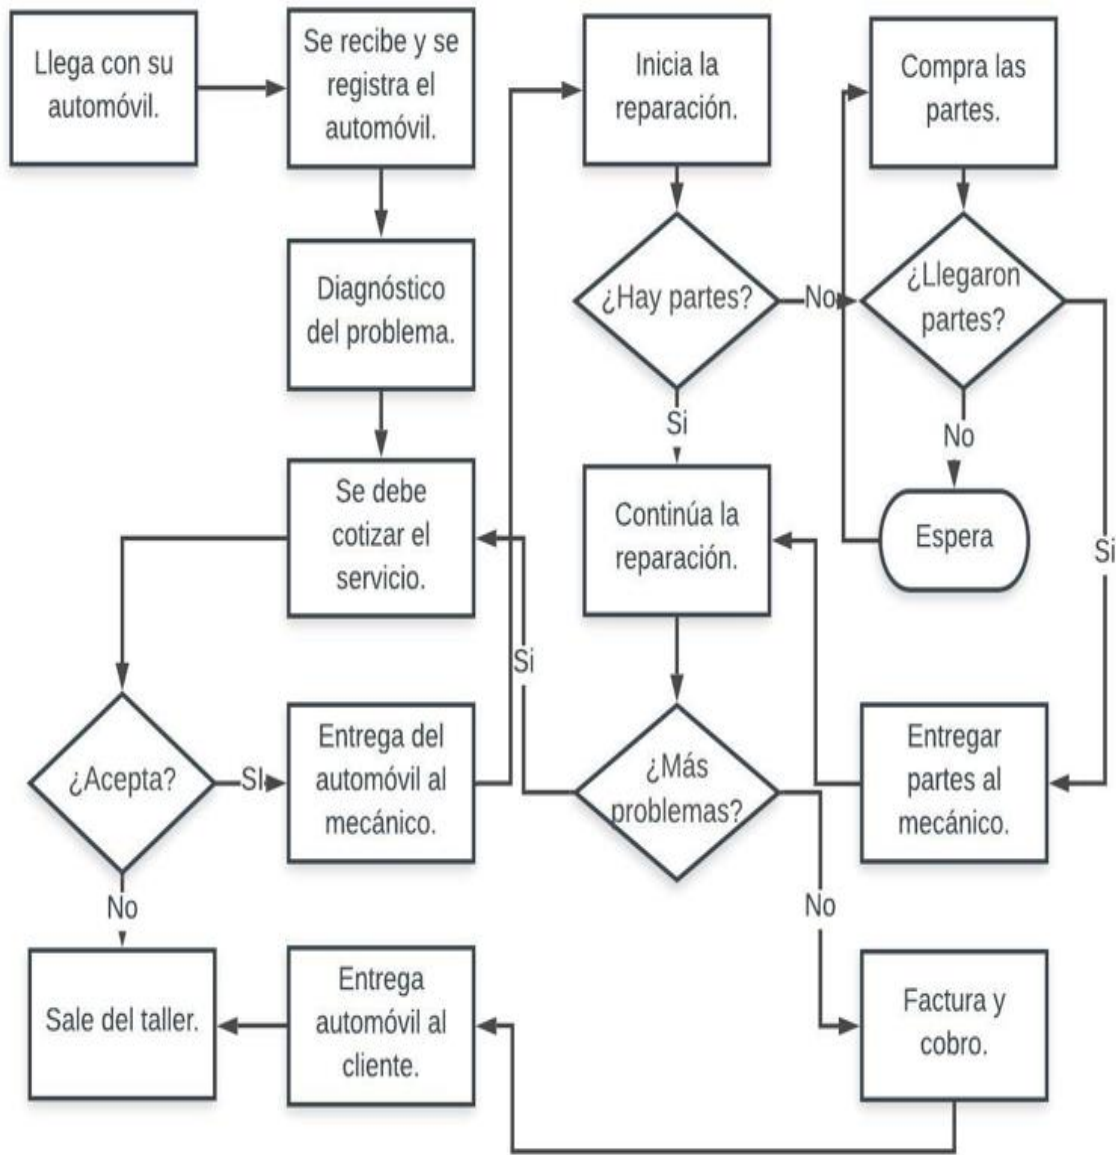 Llega con su
automóvil.
Se recibe y se
registra el
automóvil.
Inicia la
reparación.
Compra las
partes.
Diagnóstico
del problema.
¿Hay partes?
No
¿Llegaron
partes?
Si
No
Se debe
cotizar el
servicio.
Continúa la
reparación.
Espera
Si
Si
¿Acepta?
SI
Entrega del
automóvil al
mecánico.
¿Más
problemas?
Entregar
partes al
mecánico.
No
No
Sale del taller.
Entrega
automóvil al
cliente.
Factura y
cobro.